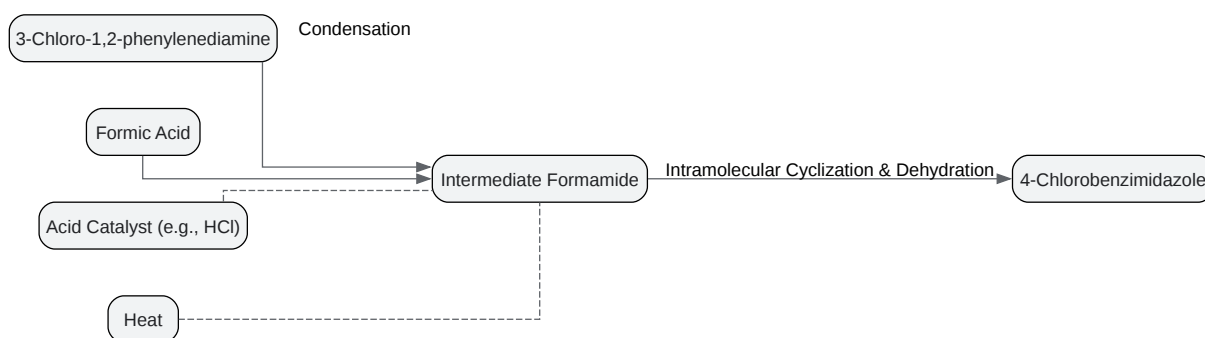 3-Chloro-1,2-phenylenediamine
Condensation
Formic Acid
Intermediate Formamide
Intramolecular Cyclization & Dehydration
4-Chlorobenzimidazole
Acid Catalyst (e.g., HCl)
Heat